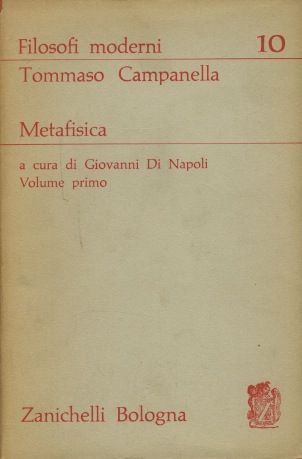 Filosofi moderni 10
Tommaso Campanella
Metafisica
a cura di Giovanni Di Napoli
Volume primo
Zanichelli Bologna